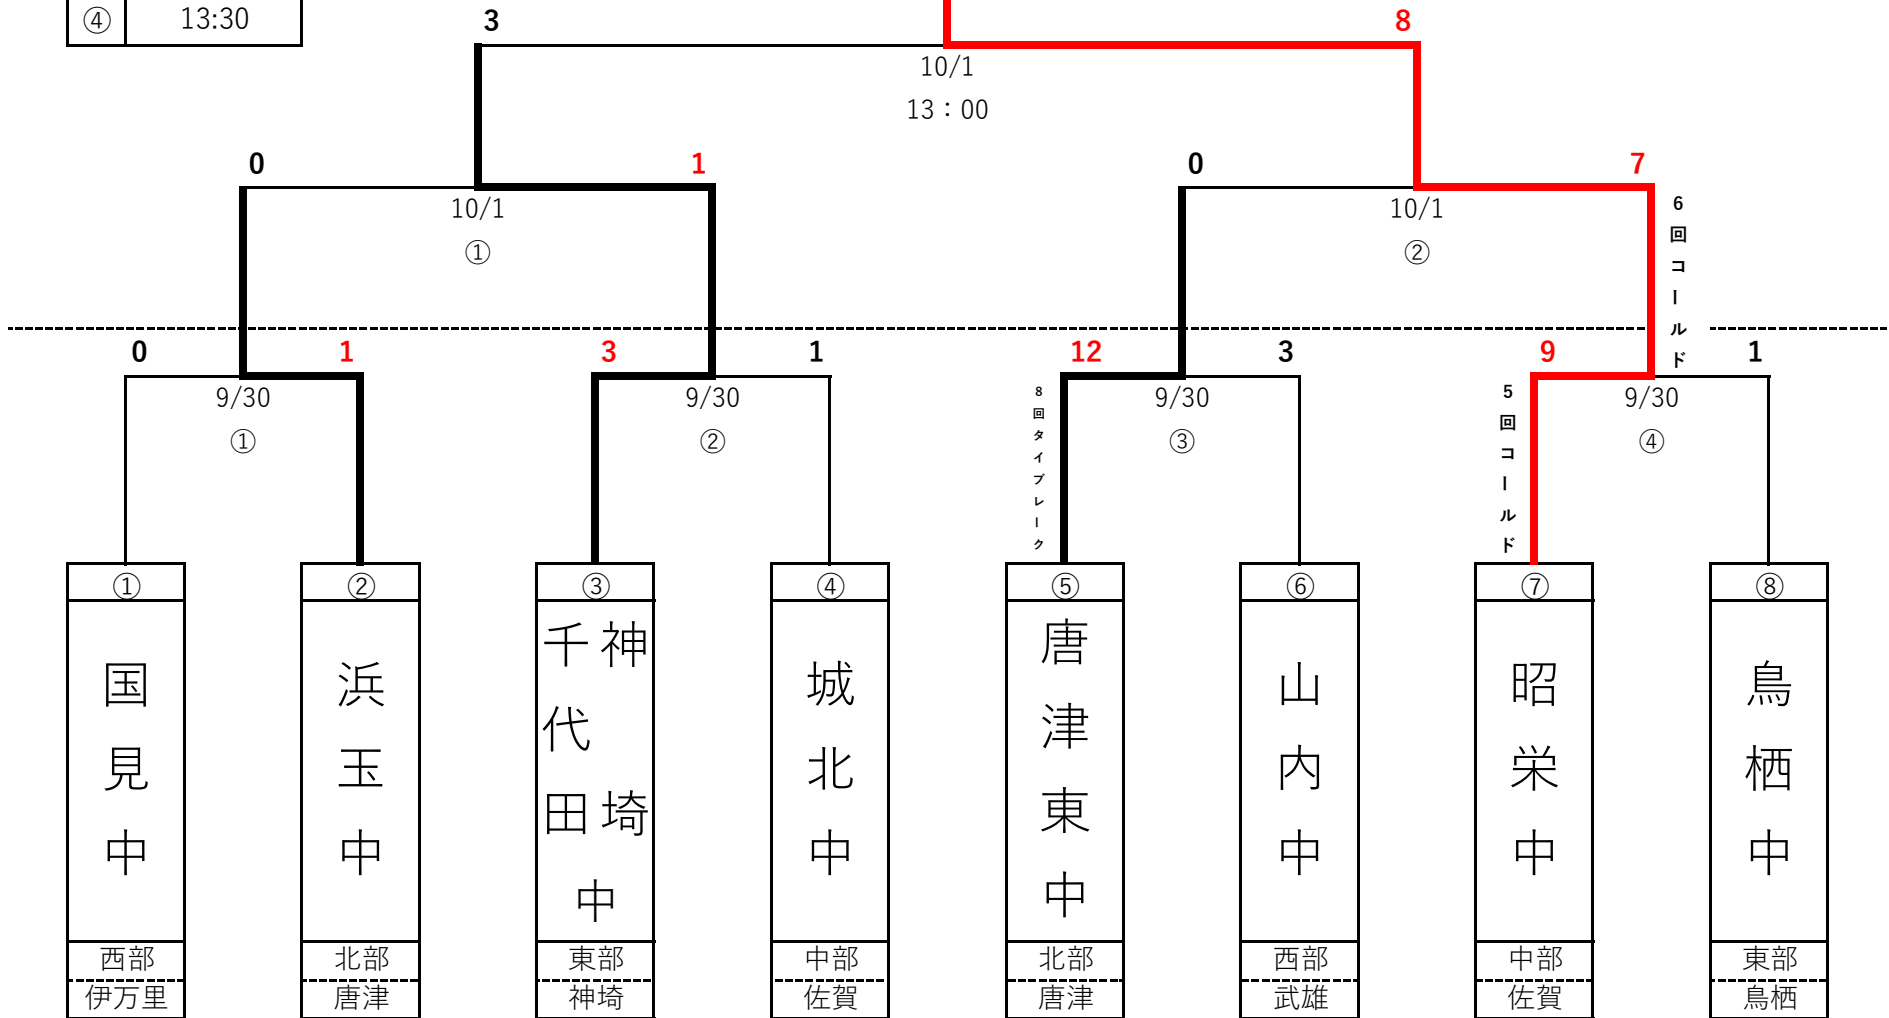 ④ 13:30
3 8
10/1
13：00
0 1 0 7
10/1 10/1
① ②
6回コールド
0 1 3 1 12 3 9 1
9/30 9/30 9/30 9/30
① ② ③ ④
8回タイブレーク
5回コールド
① ② ③ ④ ⑤ ⑥ ⑦ ⑧
国見中
浜玉中
神埼
千代田
中
城北中
唐津東中
山内中
昭栄中
鳥栖中
西部 北部 東部 中部 北部 西部 中部 東部
伊万里 唐津 神埼 佐賀 唐津 武雄 佐賀 鳥栖